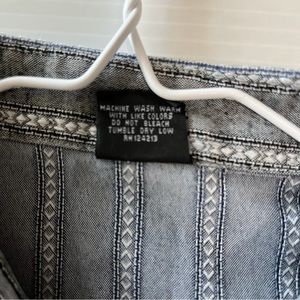 MACHINE WASH WARM
WITH LIKE COLORS
DO NOT BLEACH
TUMBLE DRY LOW
RN124213